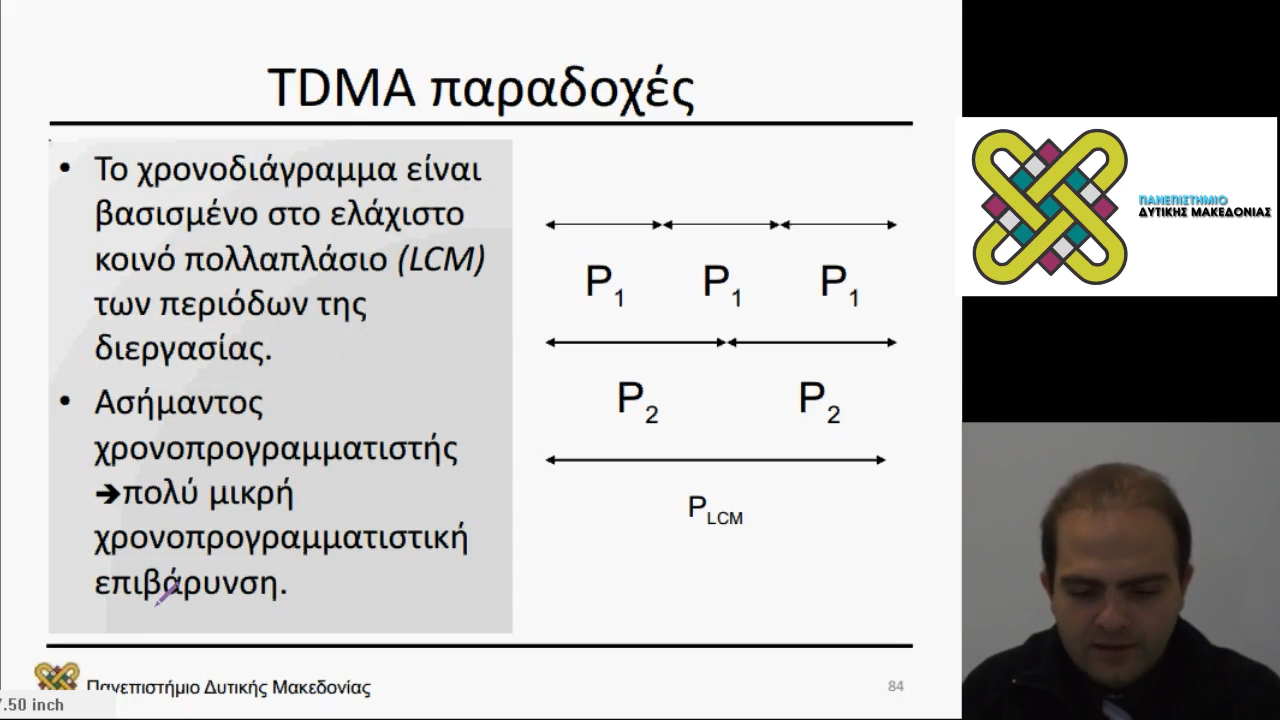 TDMA παραδοχές
• Το χρονοδιάγραμμα είναι
βασισμένο στο ελάχιστο
κοινό πολλαπλάσιο (LCM)
των περιόδων της
διεργασίας.
• Ασήμαντος
χρονοπρογραμματιστής
➔πολύ μικρή
χρονοπρογραμματιστική
επιβάρυνση.
P1 P1 P1
P2 P2
PLCM
Πανεπιστήμιο Δυτικής Μακεδονίας
84
7.50 inch
ΠΑΝΕΠΙΣΤΗΜΙΟ
ΔΥΤΙΚΗΣ ΜΑΚΕΔΟΝΙΑΣ